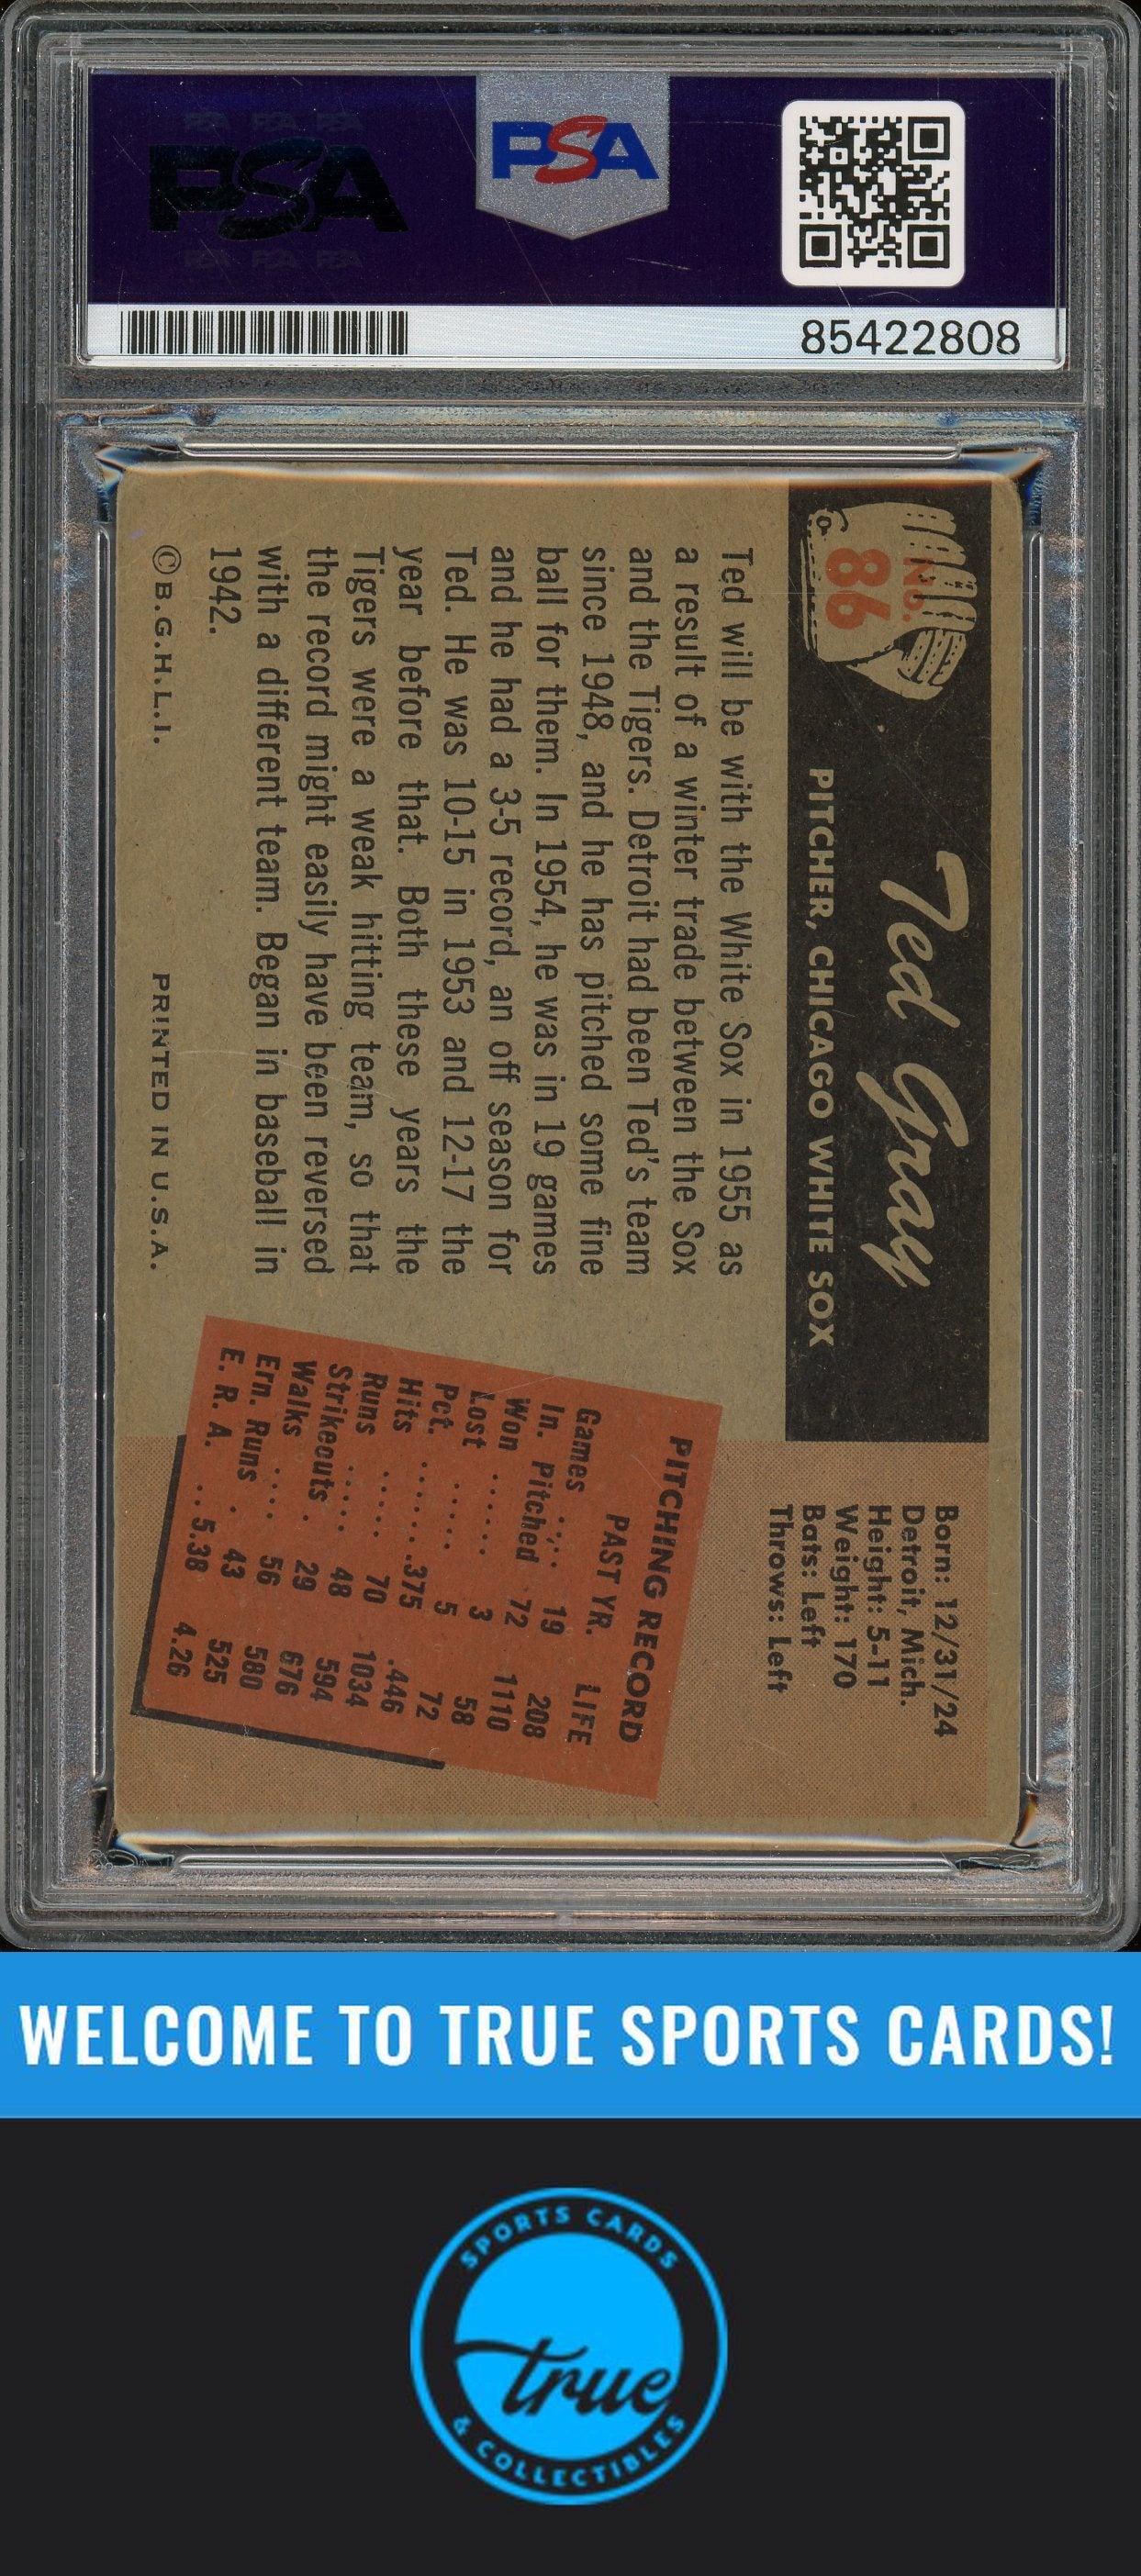 PSA
PSA PSA PSA
PSA
PSA PSA PSA
85422808
No.
86
Ted Gray
PITCHER, CHICAGO WHITE SOX
Born: 12/31/24
Detroit, Mich.
Height: 5-11
Weight: 170
Bats: Left
Throws: Left
Ted will be with the White Sox in 1955 as
a result of a winter trade between the Sox
and the Tigers. Detroit had been Ted's team
since 1948, and he has pitched some fine
ball for them. In 1954, he was in 19 games
and he had a 3-5 record, an off season for
Ted. He was 10-15 in 1953 and 12-17 the
year before that. Both these years the
Tigers were a weak hitting team, so that
the record might easily have been reversed
with a different team. Began in baseball in
1942.
© B.G.H.L.I. PRINTED IN U.S.A.
PITCHING RECORD
PAST YR. LIFE
Games ... 19 208
In. Pitched 72 1110
Won ...... 3 58
Lost ..... 5 72
Pct. ...... .375 .446
Hits ..... 70 1034
Runs ..... 48 594
Strikeouts . 29 676
Walks .... 56 580
Ern. Runs . 43 525
E. R. A. .. 5.38 4.26
WELCOME TO TRUE SPORTS CARDS!
SPORTS CARDS
true
& COLLECTIBLES